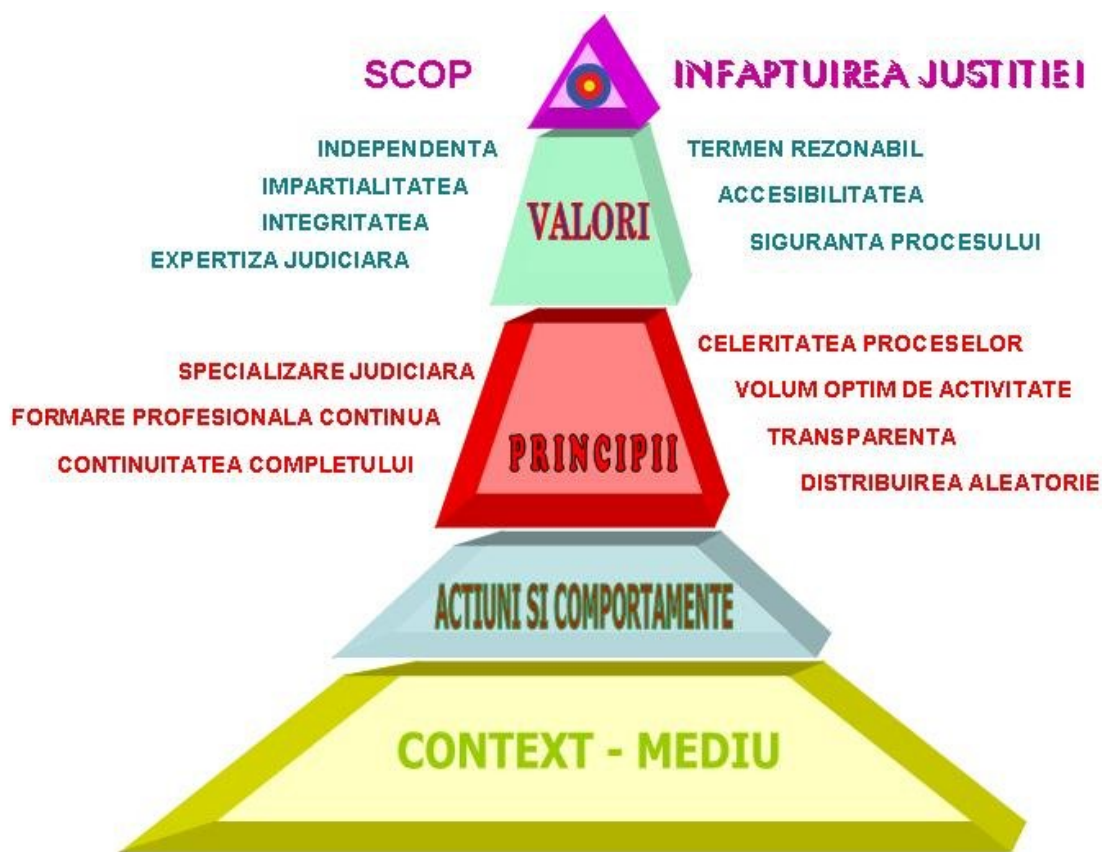 SCOP
INFAPTUIREA JUSTITIEI
INDEPENDENTA
IMPARTIALITATEA
INTEGRITATEA
EXPERTIZA JUDICIARA
VALORI
TERMEN REZONABIL
ACCESIBILITATEA
SIGURANTA PROCESULUI
SPECIALIZARE JUDICIARA
FORMARE PROFESIONALA CONTINUA
CONTINUITATEA COMPLETULUI
PRINCIPII
CELERITATEA PROCESELOR
VOLUM OPTIM DE ACTIVITATE
TRANSPARENTA
DISTRIBUIREA ALEATORIE
ACTIUNI SI COMPORTAMENTE
CONTEXT - MEDIU